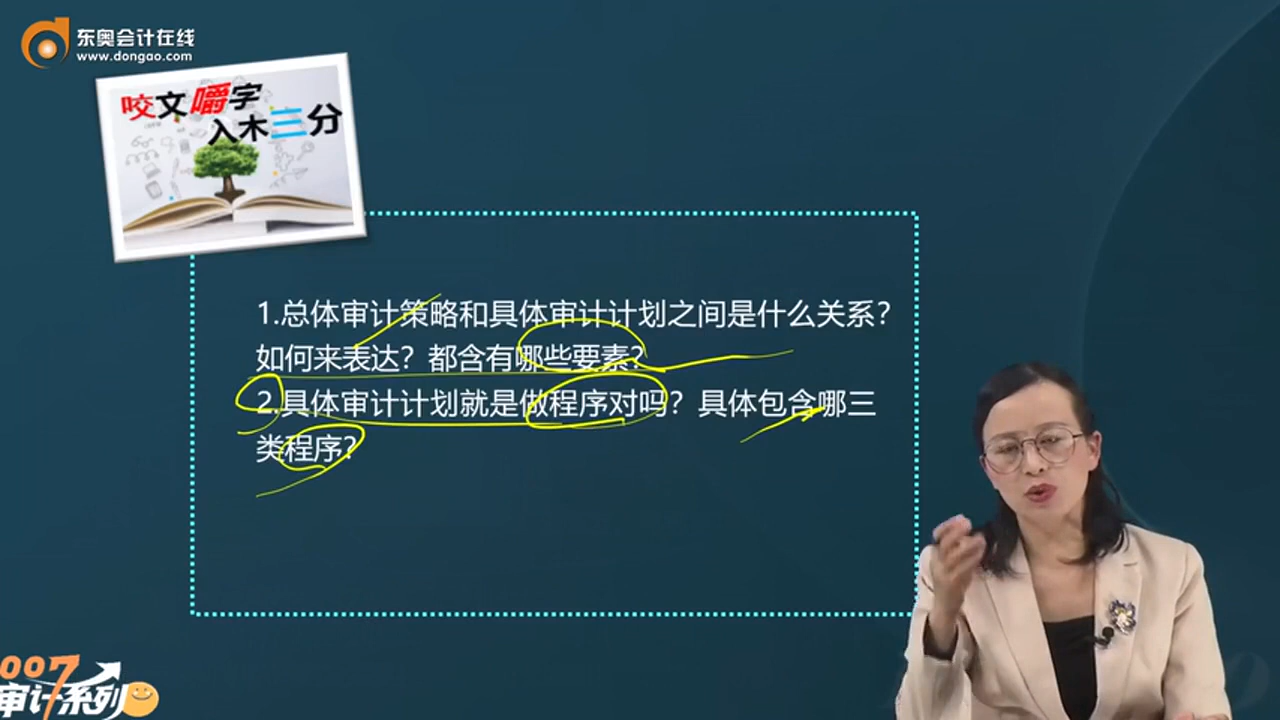 东奥会计在线
www.dongao.com
咬文嚼字
入木三分
1.总体审计策略和具体审计计划之间是什么关系？
如何来表达？都含有哪些要素？
2.具体审计计划就是做程序对吗？具体包含哪三
类程序？
007
审计系列